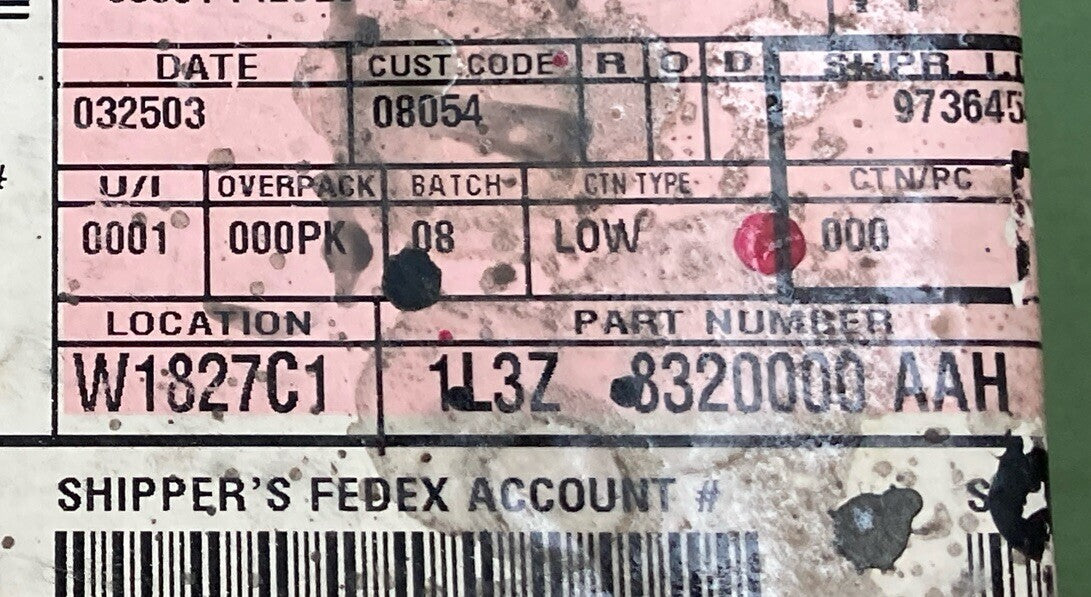 DATE CUST CODE R O D SHPR. I.D
032503 08054 973645
U/I OVERPACK BATCH CTN TYPE CTN/PC
0001 000PK 08 LOW 000
LOCATION PART NUMBER
W1827C1 1L3Z 8320000 AAH
SHIPPER'S FEDEX ACCOUNT # S